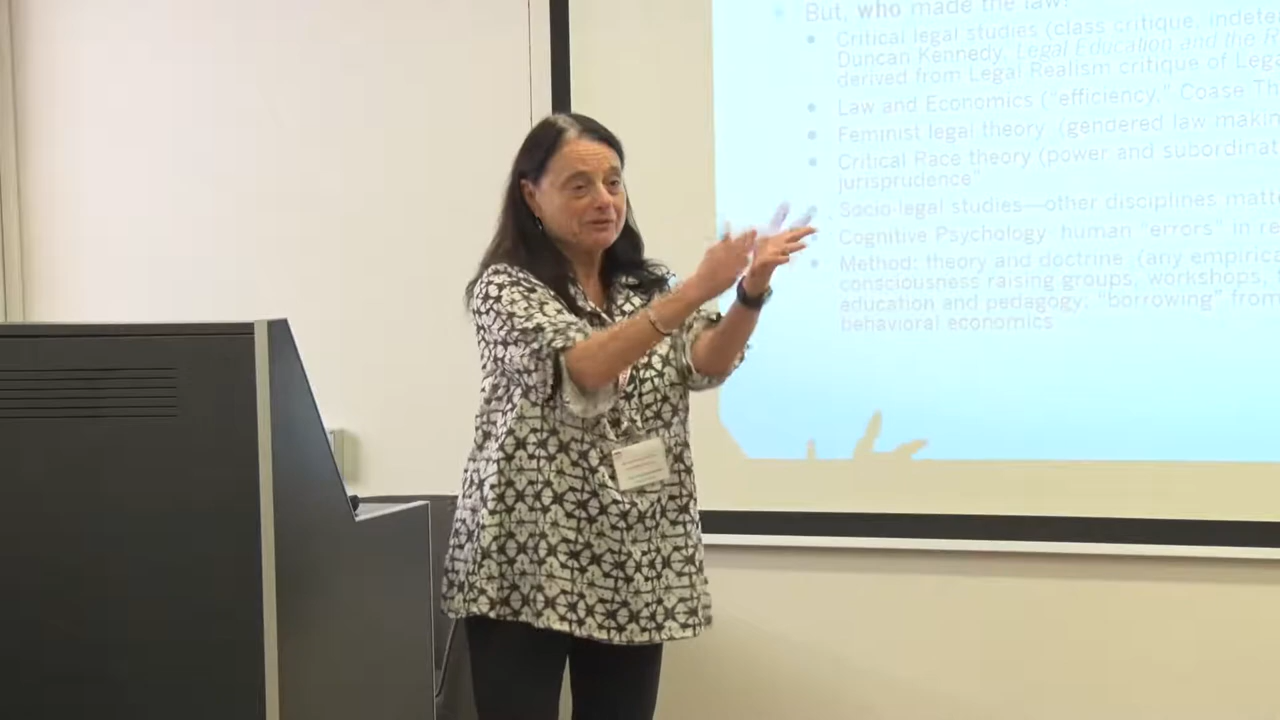 But, who made the law?
Critical legal studies (class critique, indete
Duncan Kennedy, Legal Education and the R
derived from Legal Realism critique of Lega
Law and Economics ("efficiency," Coase Th
Feminist legal theory (gendered law makin
Critical Race theory (power and subordinat
jurisprudence"
Socio-legal studies—other disciplines matte
Cognitive Psychology: human "errors" in re
Method: theory and doctrine (any empirica
consciousness raising groups, workshops,
education and pedagogy, "borrowing" from
behavioral economics